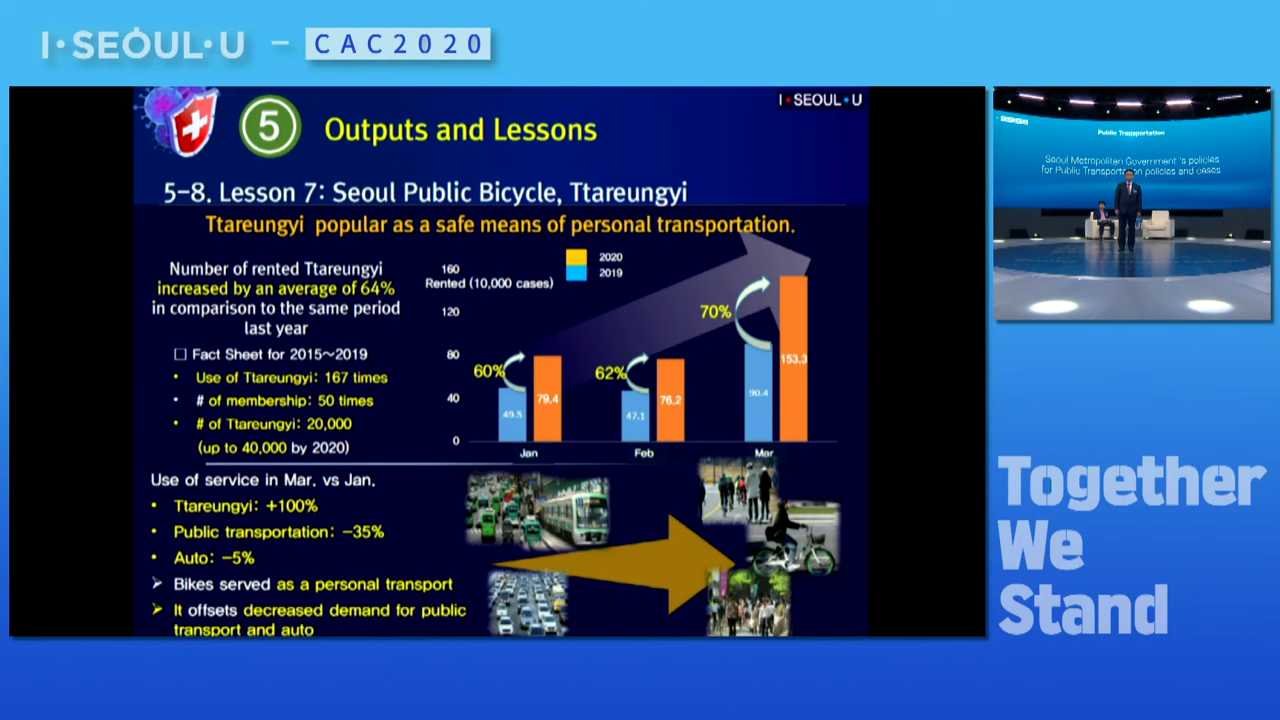 I·SEOUL·U – CAC2020
I·SEOUL·U
5 Outputs and Lessons
5-8. Lesson 7: Seoul Public Bicycle, Ttareungyi
Ttareungyi popular as a safe means of personal transportation.
Number of rented Ttareungyi
increased by an average of 64%
in comparison to the same period
last year
□ Fact Sheet for 2015~2019
• Use of Ttareungyi: 167 times
• # of membership: 50 times
• # of Ttareungyi: 20,000
(up to 40,000 by 2020)
2020
2019
160
Rented (10,000 cases)
120
80
40
0
60%
62%
70%
49.5
79.4
47.1
76.2
90.4
153.3
Jan
Feb
Mar
Use of service in Mar. vs Jan.
• Ttareungyi: +100%
• Public transportation: -35%
• Auto: -5%
➢ Bikes served as a personal transport
➢ It offsets decreased demand for public
transport and auto
Public Transportation
Seoul Metropoliten Government 's policies
for Public Transportation policies and cases
Together
We
Stand